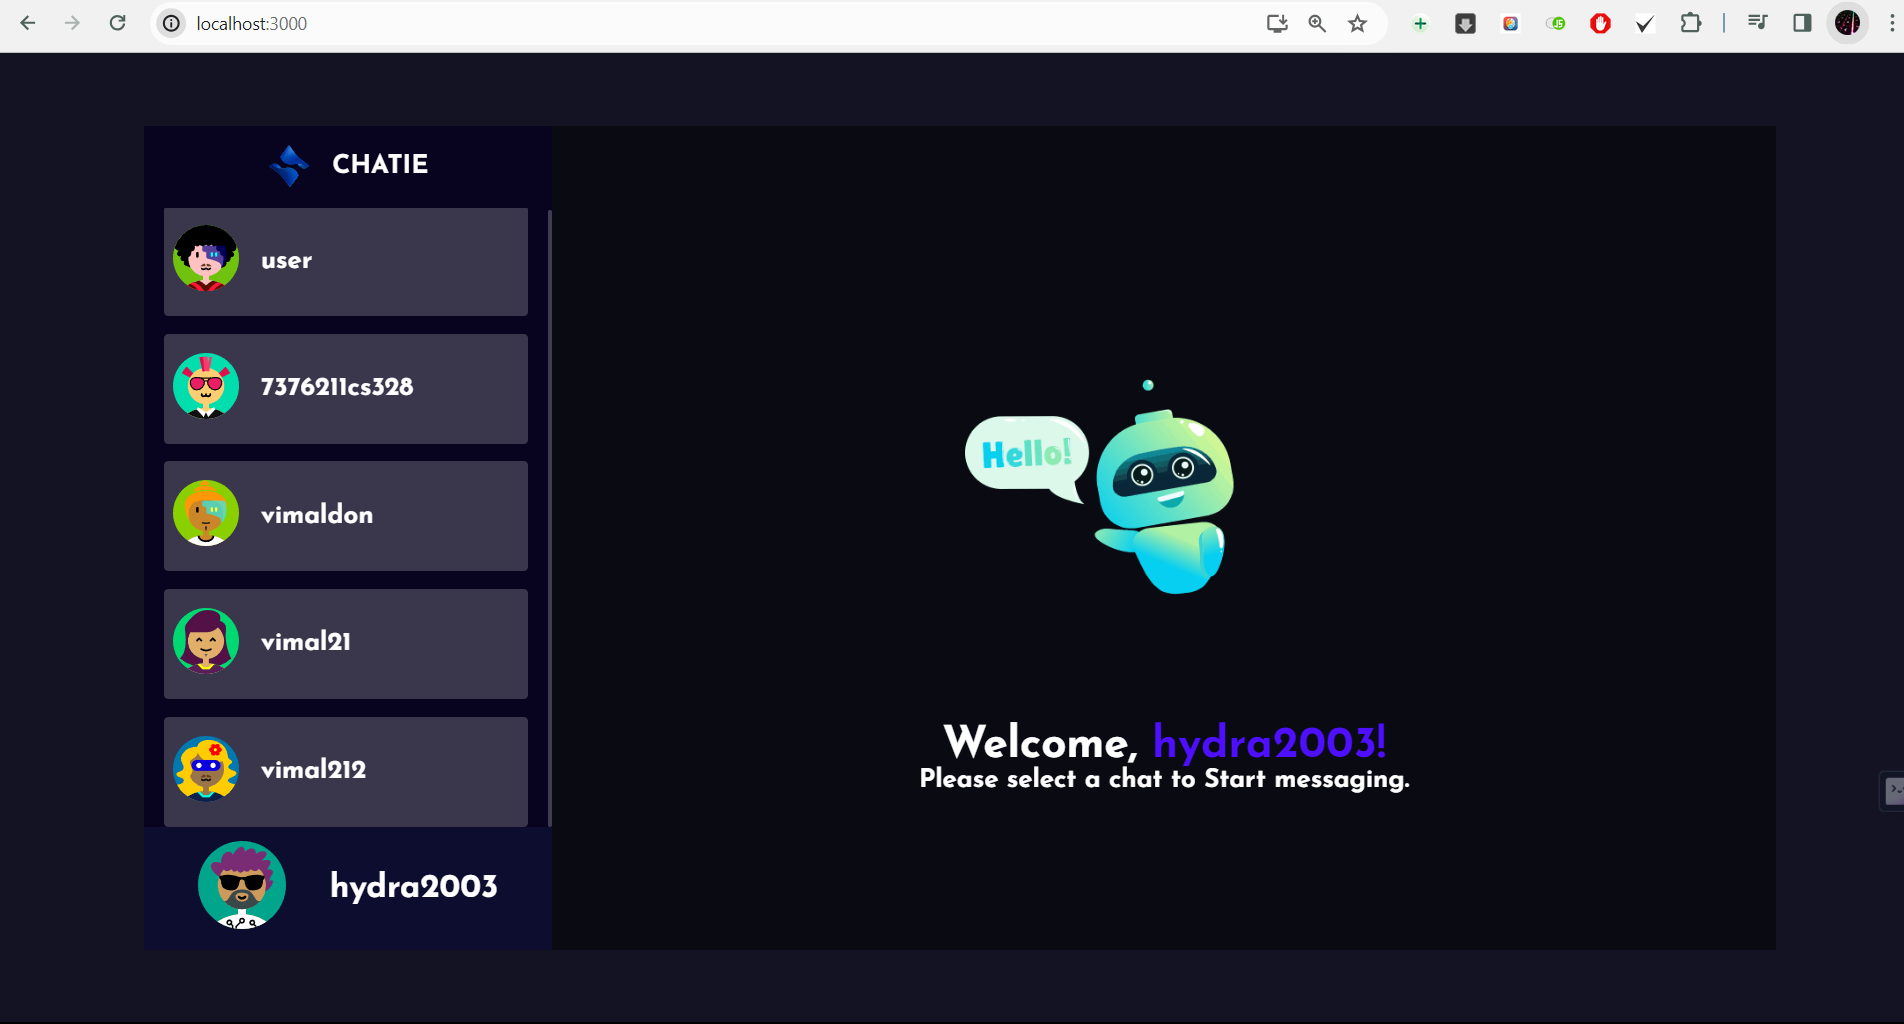 localhost:3000
CHATIE
user
7376211cs328
vimaldon
vimal21
vimal212
hydra2003
Hello!
Welcome, hydra2003!
Please select a chat to Start messaging.